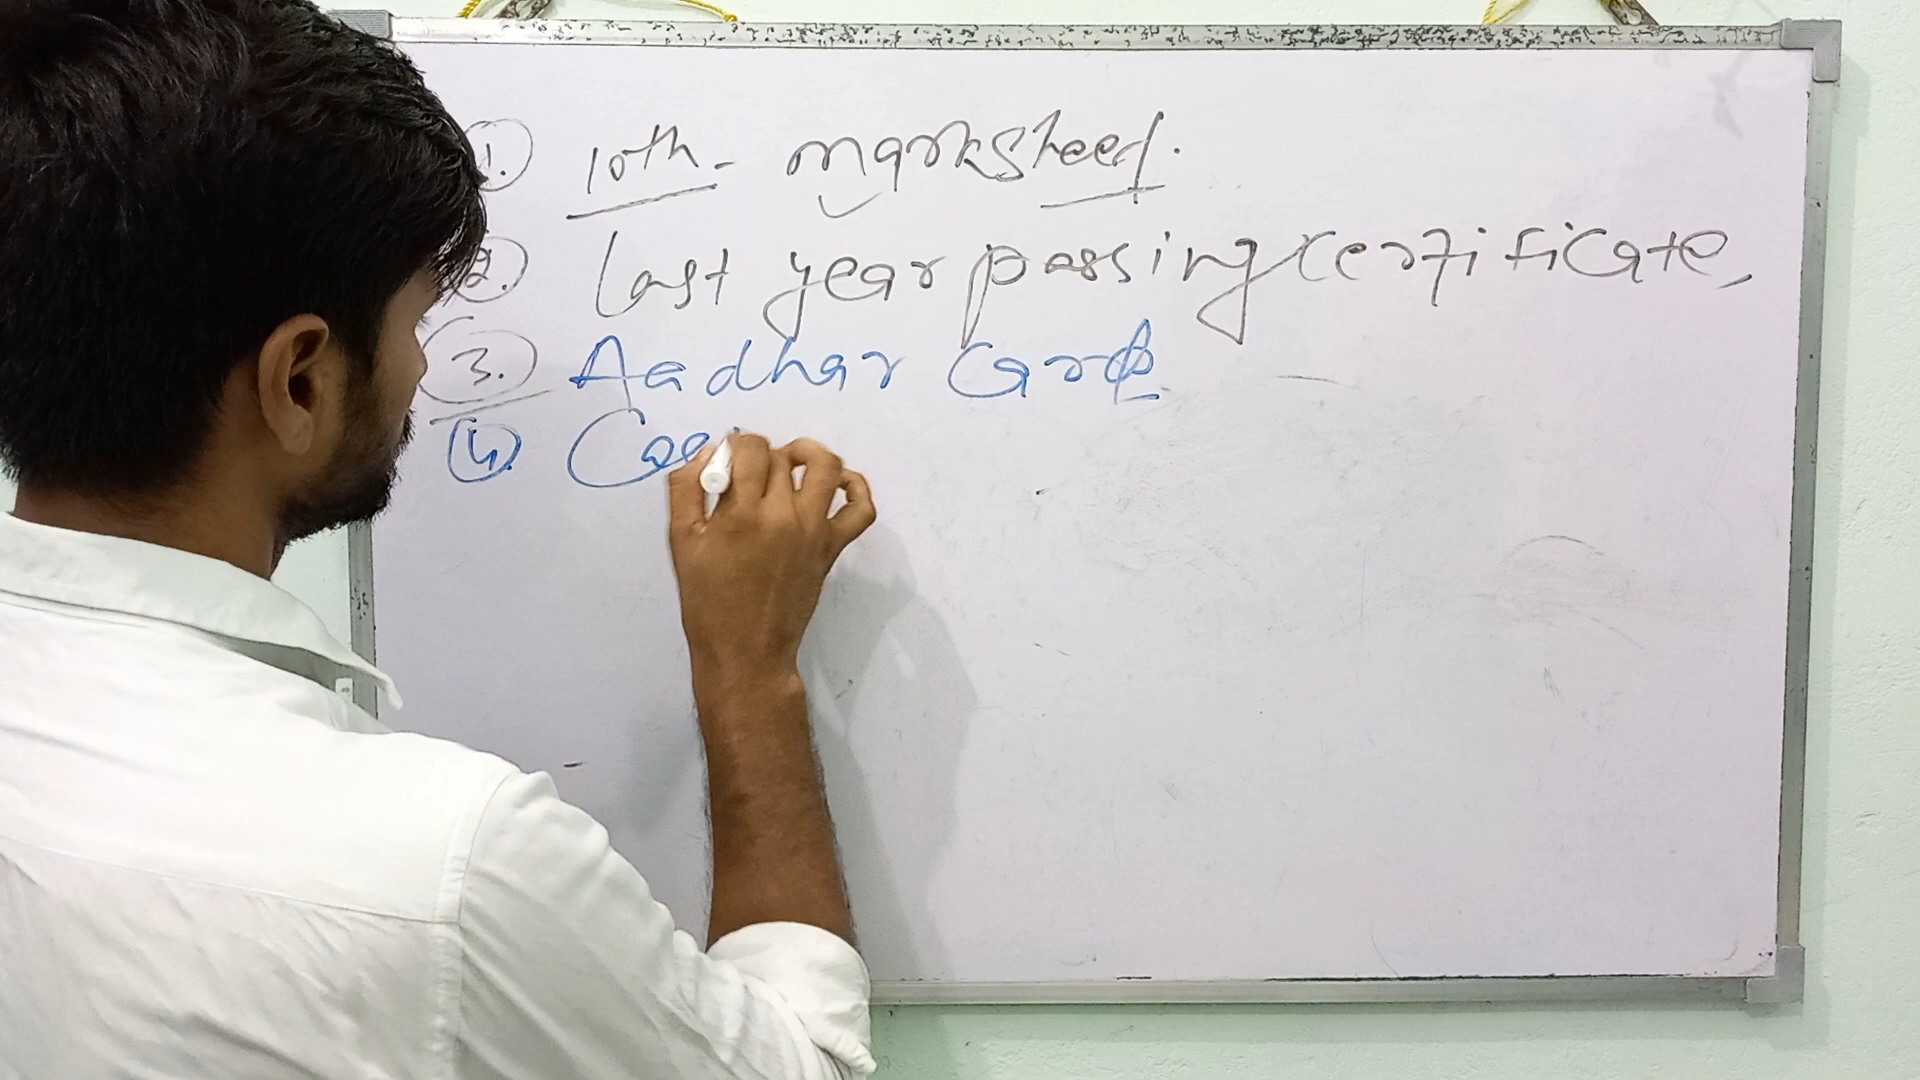 1. 10th - marksheet.
2. Last year passing certificate,
3. Aadhar Card
4.